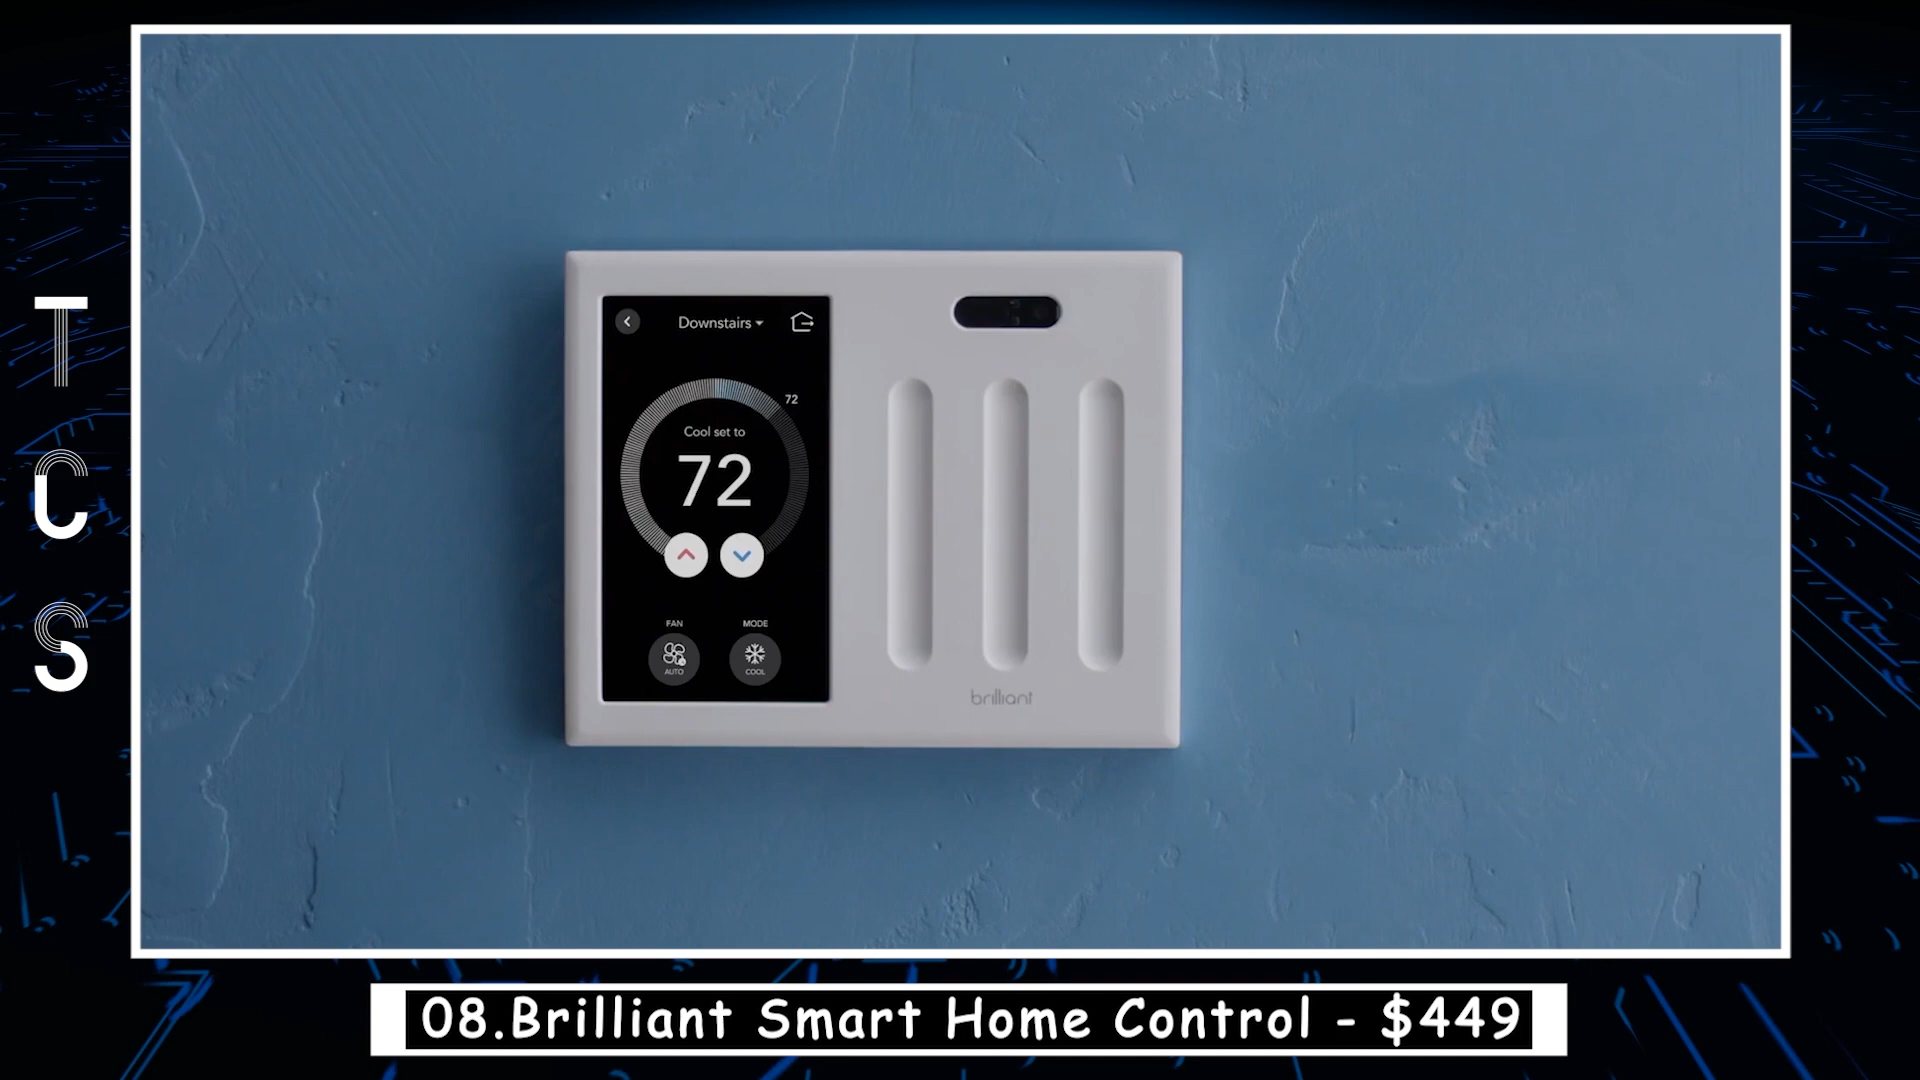 T
C
S
Downstairs
72
Cool set to
72
FAN
MODE
AUTO
COOL
brilliant
08.Brilliant Smart Home Control - $449